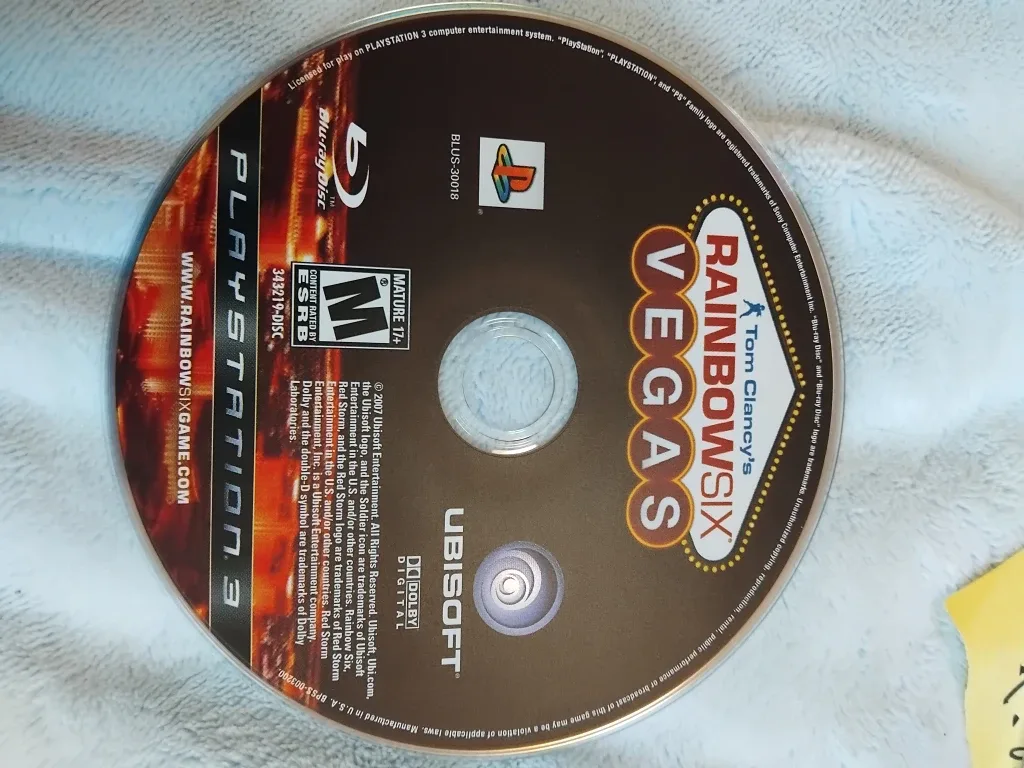 Tom Clancy's
RAINBOWSIX®
VEGAS
BLUS-30018
Blu-ray Disc™
UBISOFT®
DOLBY
DIGITAL
MATURE 17+
M®
CONTENT RATED BY
ESRB
343219-DISC
© 2007 Ubisoft Entertainment. All Rights Reserved. Ubisoft, Ubi.com,
the Ubisoft logo, and the Soldier icon are trademarks of Ubisoft
Entertainment in the U.S. and/or other countries. Rainbow Six,
Red Storm, and the Red Storm logo are trademarks of Red Storm
Entertainment in the U.S. and/or other countries. Red Storm
Entertainment, Inc. is a Ubisoft Entertainment company.
Dolby and the double-D symbol are trademarks of Dolby
Laboratories.
PLAYSTATION 3
WWW.RAINBOWSIXGAME.COM
Licensed for play on PLAYSTATION 3 computer entertainment system. "PlayStation", "PLAYSTATION", and "PS" Family logo are registered trademarks of Sony Computer Entertainment Inc. "Blu-ray Disc" and "Blu-ray Disc" logo are trademarks. Unauthorized copying, reproduction, rental, public performance or broadcast of this game may be a violation of applicable laws. Manufactured in U.S.A. BPSS-003200